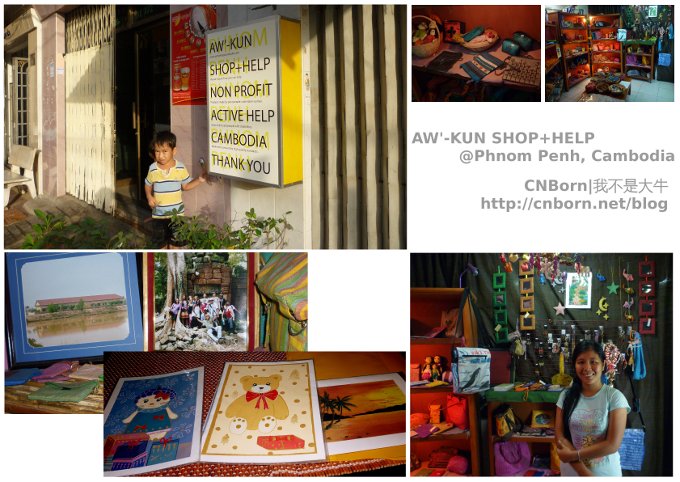 AW'-KUN
SHOP+HELP
NON PROFIT
ACTIVE HELP
CAMBODIA
THANK YOU
AW'-KUN SHOP+HELP
@Phnom Penh, Cambodia
CNBorn|我不是大牛
http://cnborn.net/blog